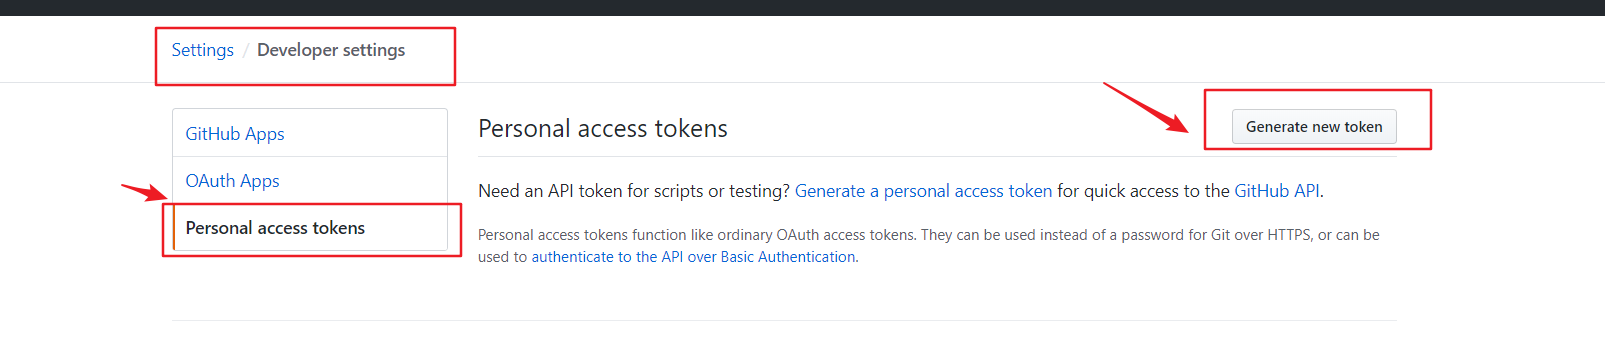 Settings / Developer settings
GitHub Apps
OAuth Apps
Personal access tokens
Personal access tokens
Generate new token
Need an API token for scripts or testing? Generate a personal access token for quick access to the GitHub API.
Personal access tokens function like ordinary OAuth access tokens. They can be used instead of a password for Git over HTTPS, or can be
used to authenticate to the API over Basic Authentication.